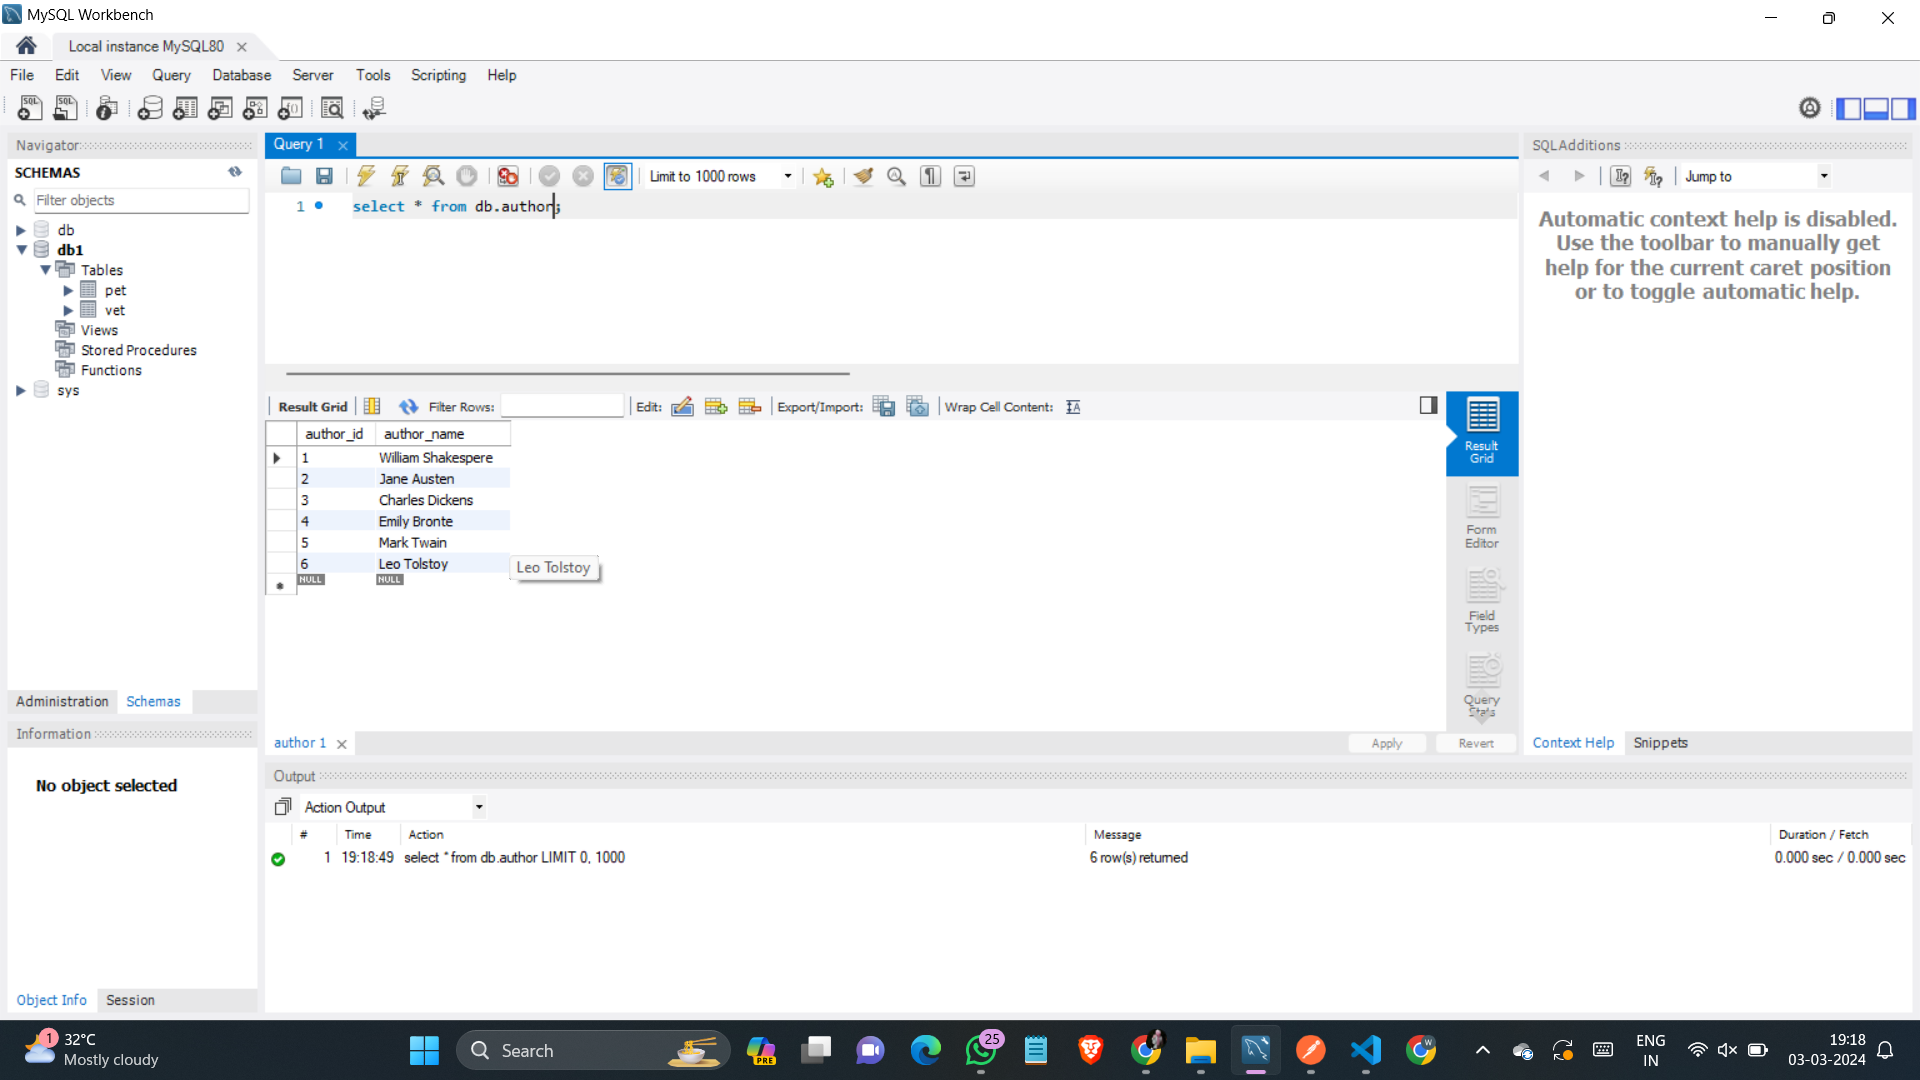 MySQL Workbench
Local instance MySQL80
File Edit View Query Database Server Tools Scripting Help
Navigator
SCHEMAS
Filter objects
db
db1
Tables
pet
vet
Views
Stored Procedures
Functions
sys
Administration Schemas
Information
No object selected
Object Info Session
Query 1
Limit to 1000 rows
1 select * from db.author;
Result Grid Filter Rows: Edit: Export/Import: Wrap Cell Content:
author_id author_name
1 William Shakespere
2 Jane Austen
3 Charles Dickens
4 Emily Bronte
5 Mark Twain
6 Leo Tolstoy
Leo Tolstoy
NULL NULL
Result
Grid
Form
Editor
Field
Types
Query
Stats
author 1
Apply Revert
SQLAdditions
Jump to
Automatic context help is disabled.
Use the toolbar to manually get
help for the current caret position
or to toggle automatic help.
Context Help Snippets
Output
Action Output
# Time Action Message Duration / Fetch
1 19:18:49 select * from db.author LIMIT 0, 1000 6 row(s) returned 0.000 sec / 0.000 sec
1
32°C
Mostly cloudy
Search
PRE
25
W
ENG
IN
19:18
03-03-2024